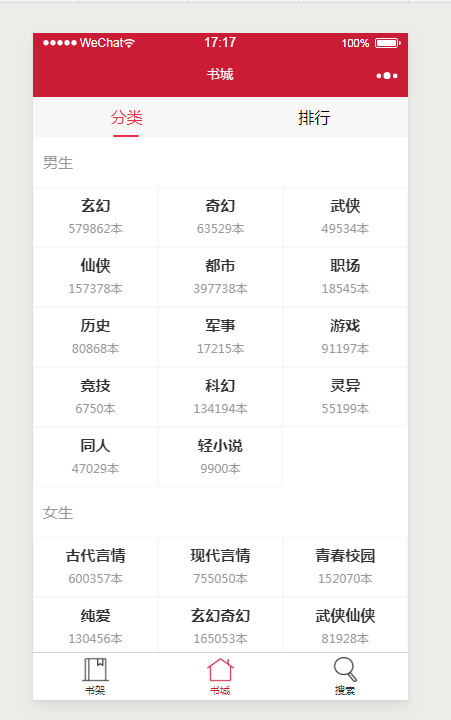 ●●●●● WeChat 17:17 100%
书城
分类 排行
男生
玄幻 奇幻 武侠
579862本 63529本 49534本
仙侠 都市 职场
157378本 397738本 18545本
历史 军事 游戏
80868本 17215本 91197本
竞技 科幻 灵异
6750本 134194本 55199本
同人 轻小说
47029本 9900本
女生
古代言情 现代言情 青春校园
600357本 755050本 152070本
纯爱 玄幻奇幻 武侠仙侠
130456本 165053本 81928本
书架 书城 搜索